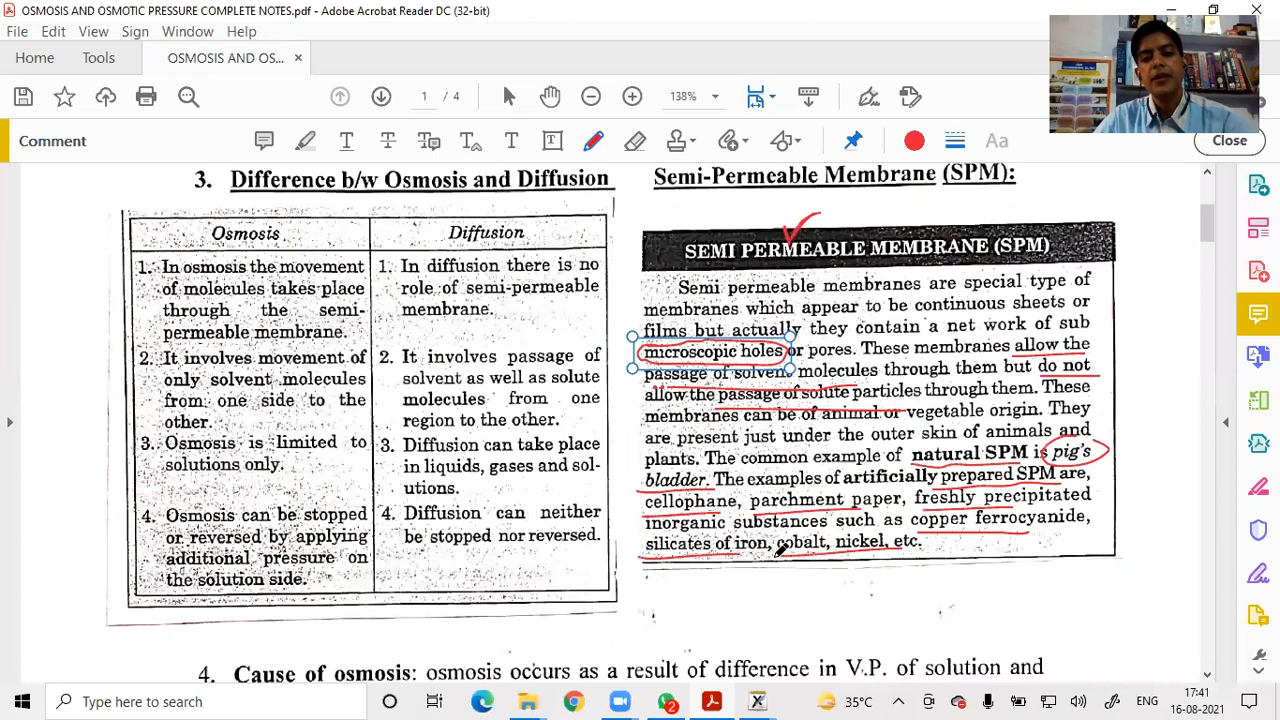 OSMOSIS AND OSMOTIC PRESSURE COMPLETE NOTES.pdf - Adobe Acrobat Reader DC (32-bit)
File Edit View Sign Window Help
Home Tools OSMOSIS AND OS... ×
1 / 4 138%
Comment Aa Close
3. Difference b/w Osmosis and Diffusion
Osmosis Diffusion
1. In osmosis the movement
of molecules takes place
through the semi-
permeable membrane.
1. In diffusion there is no
role of semi-permeable
membrane.
2. It involves movement of
only solvent molecules
from one side to the
other.
2. It involves passage of
solvent as well as solute
molecules from one
region to the other.
3. Osmosis is limited to
solutions only.
3. Diffusion can take place
in liquids, gases and sol-
utions.
4. Osmosis can be stopped
or reversed by applying
additional pressure on
the solution side.
4. Diffusion can neither
be stopped nor reversed.
Semi-Permeable Membrane (SPM):
SEMI PERMEABLE MEMBRANE (SPM)
Semi permeable membranes are special type of
membranes which appear to be continuous sheets or
films but actually they contain a net work of sub
microscopic holes or pores. These membranes allow the
passage of solvent molecules through them but do not
allow the passage of solute particles through them. These
membranes can be of animal or vegetable origin. They
are present just under the outer skin of animals and
plants. The common example of natural SPM is pig's
bladder. The examples of artificially prepared SPM are,
cellophane, parchment paper, freshly precipitated
inorganic substances such as copper ferrocyanide,
silicates of iron, cobalt, nickel, etc.
4. Cause of osmosis: osmosis occurs as a result of difference in V.P. of solution and
Type here to search
2
35°C
ENG
17:41
16-08-2021